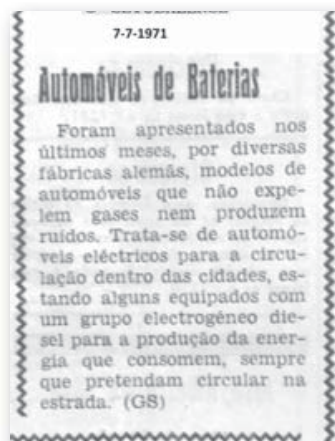 7-7-1971
Automóveis de Baterias
Foram apresentados nos
últimos meses, por diversas
fábricas alemãs, modelos de
automóveis que não expe-
lem gases nem produzem
ruídos. Trata-se de automó-
veis eléctricos para a circu-
lação dentro das cidades, es-
tando alguns equipados com
um grupo electrogéneo die-
sel para a produção da ener-
gia que consomem, sempre
que pretendam circular na
estrada. (GS)